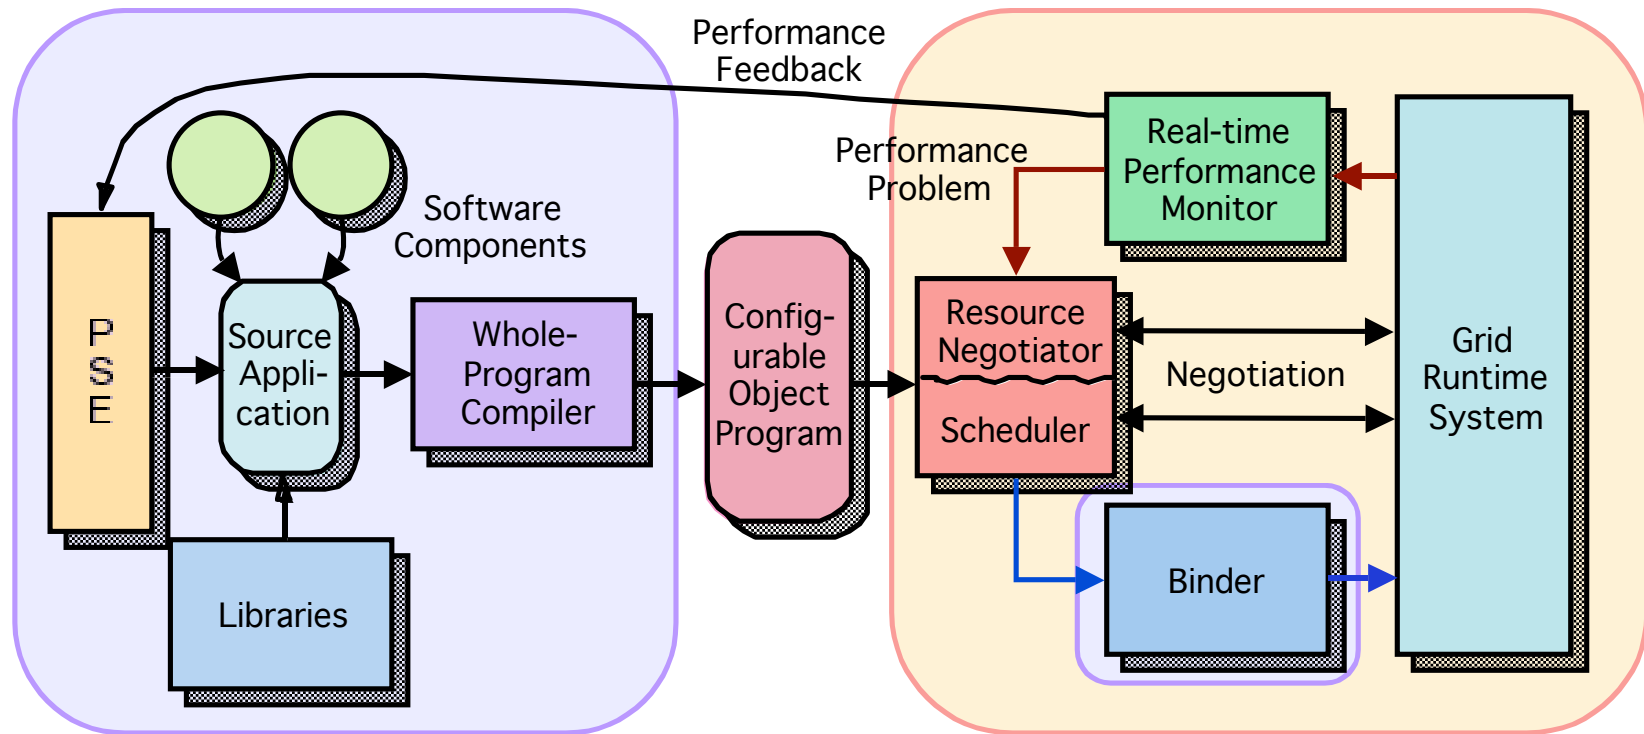 Performance
Feedback
Real-time
Performance
Monitor
Performance
Problem
Software
Components
P
S
E
Source
Appli-
cation
Whole-
Program
Compiler
Config-
urable
Object
Program
Resource
Negotiator
Scheduler
Negotiation
Grid
Runtime
System
Libraries
Binder